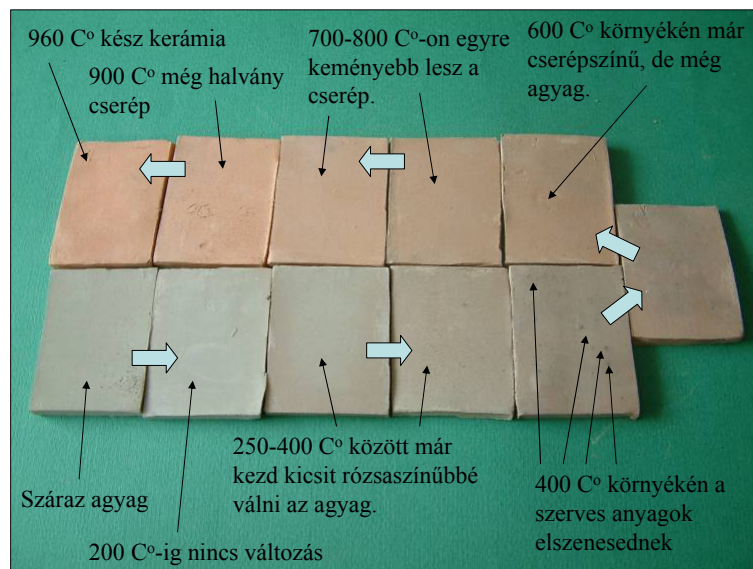 960 Cº kész kerámia
900 Cº még halvány
cserép
700-800 Cº-on egyre
keményebb lesz a
cserép.
600 Cº környékén már
cserépszínű, de még
agyag.
Száraz agyag
200 Cº-ig nincs változás
250-400 Cº között már
kezd kicsit rózsaszínűbbé
válni az agyag.
400 Cº környékén a
szerves anyagok
elszenesednek